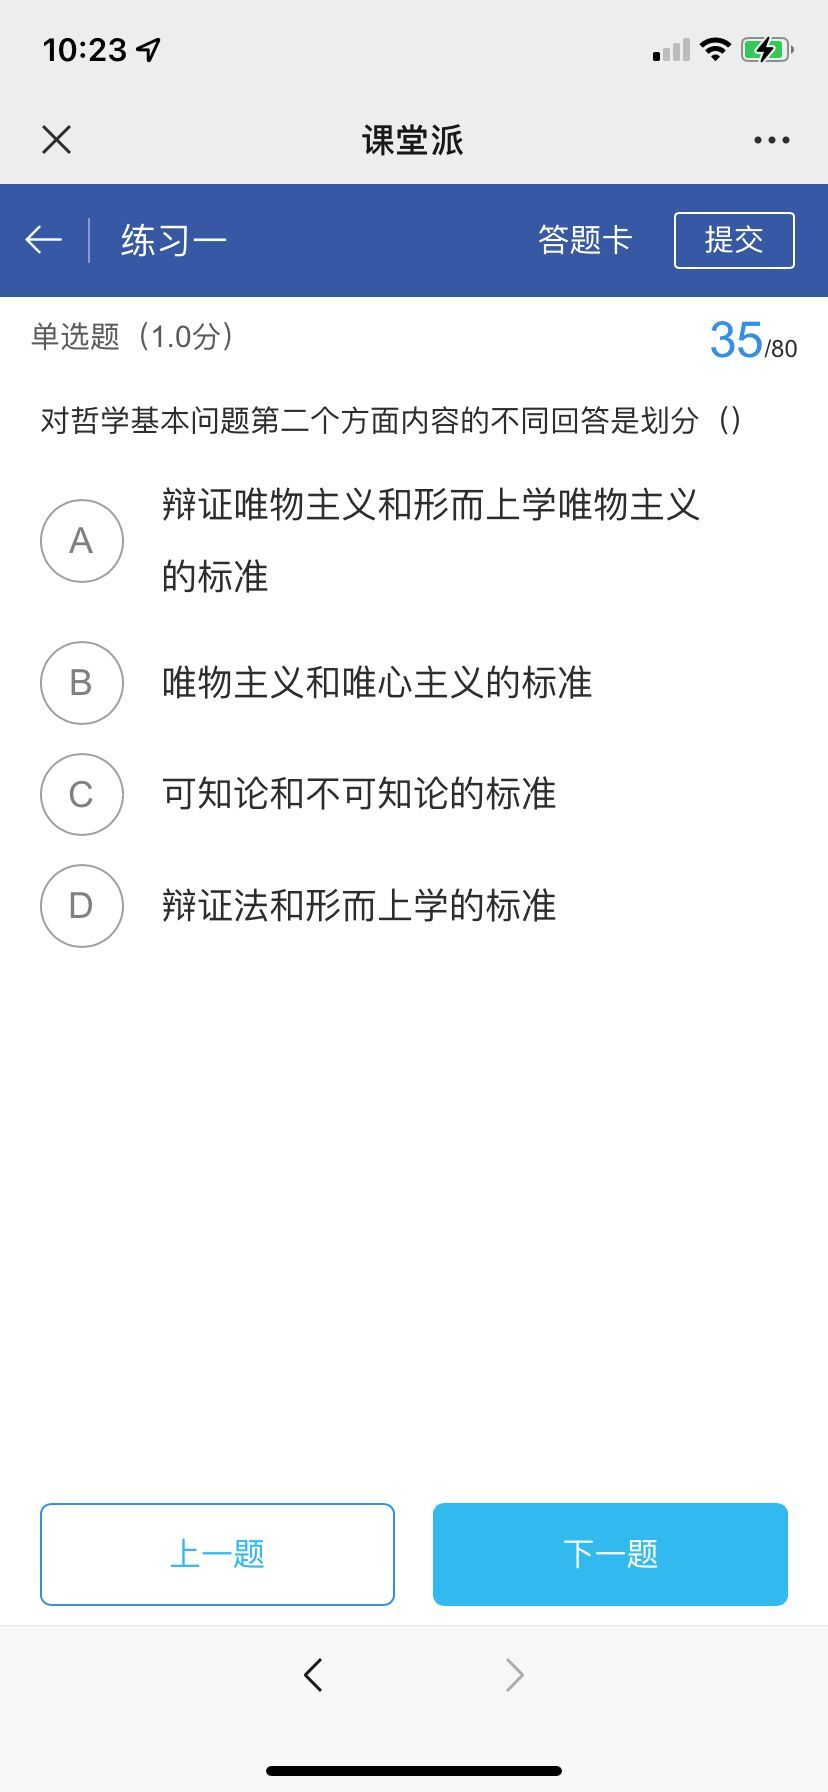 10:23
课堂派
练习一
答题卡
提交
单选题（1.0分）
35/80
对哲学基本问题第二个方面内容的不同回答是划分（）
A
辩证唯物主义和形而上学唯物主义
的标准
B
唯物主义和唯心主义的标准
C
可知论和不可知论的标准
D
辩证法和形而上学的标准
上一题
下一题